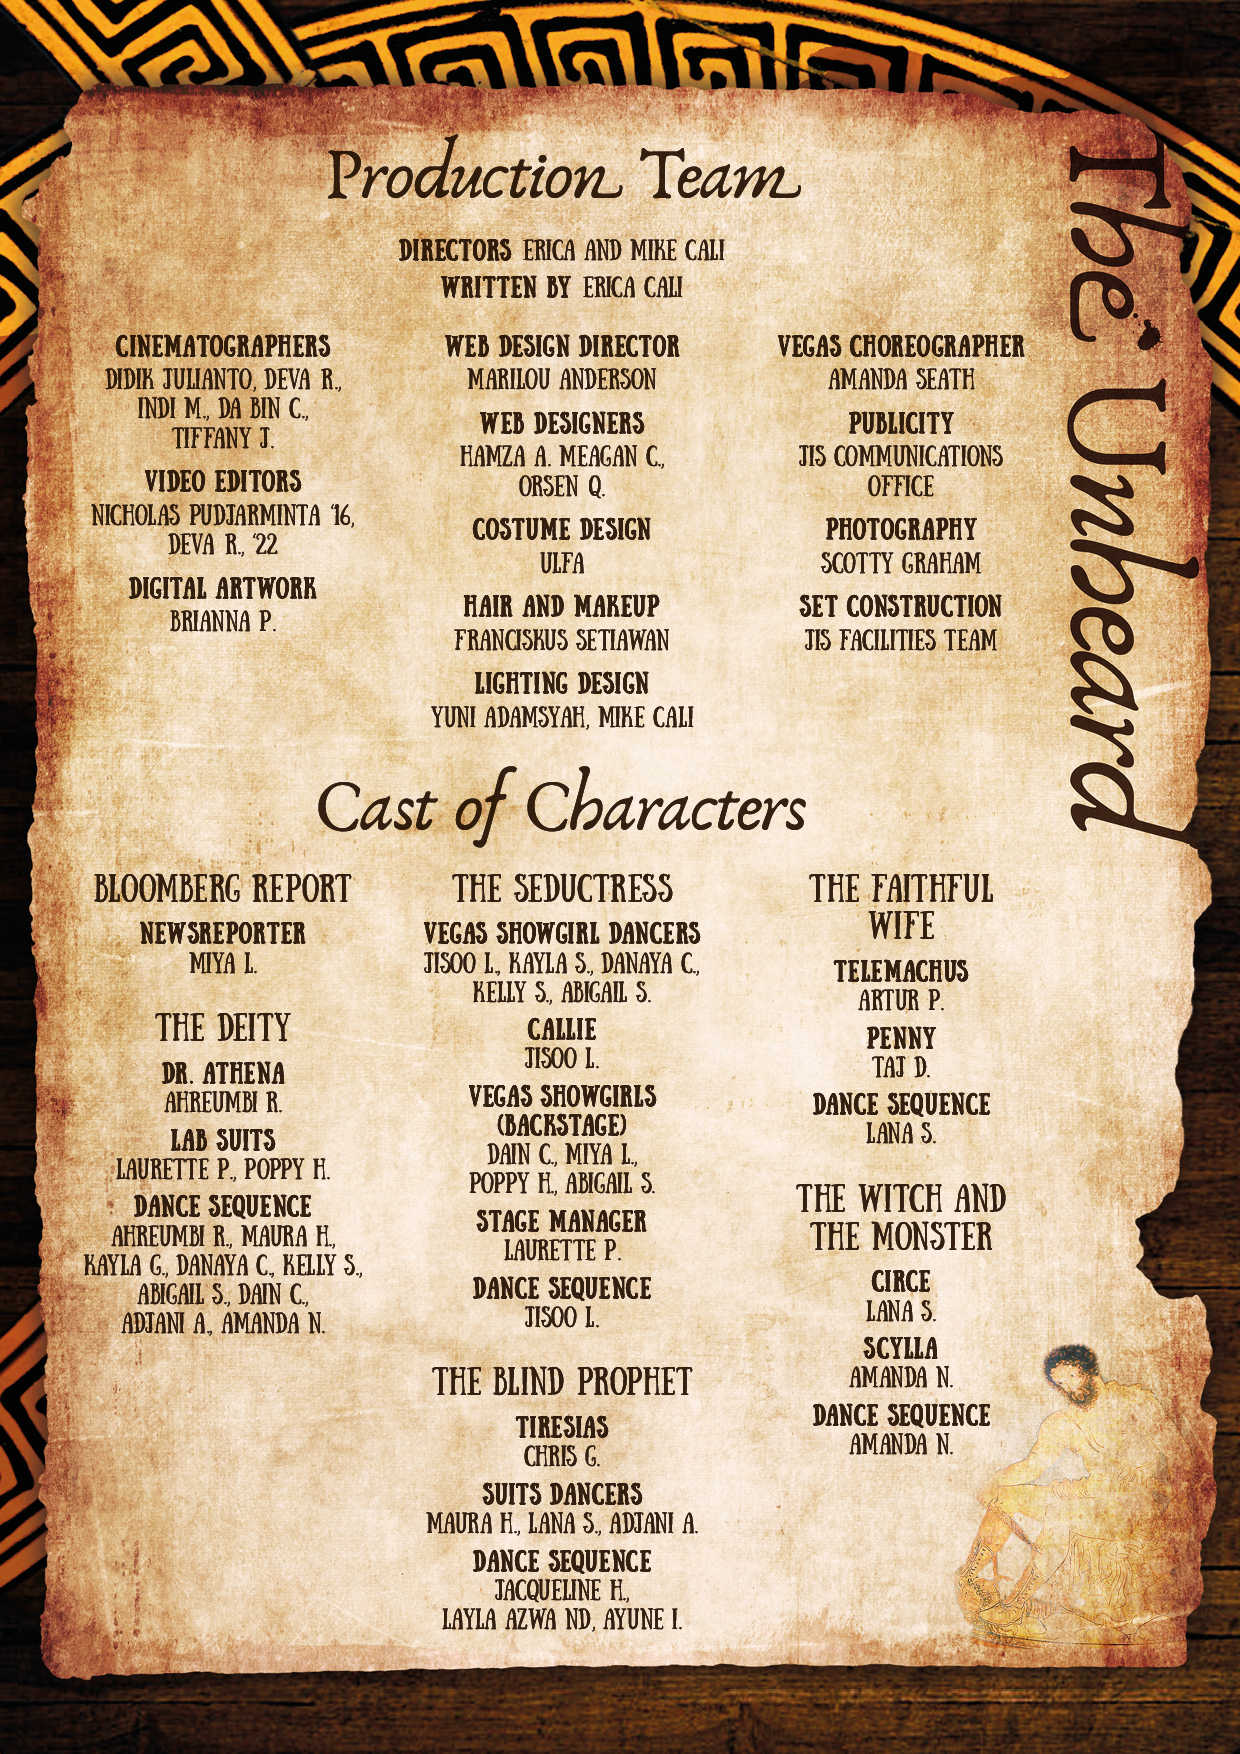 Production Team
DIRECTORS ERICA AND MIKE CALI
WRITTEN BY ERICA CALI
CINEMATOGRAPHERS
DIDIK JULIANTO, DEVA R.,
INDI M., DA BIN C.,
TIFFANY J.
VIDEO EDITORS
NICHOLAS PUDJARMINTA '16,
DEVA R., '22
DIGITAL ARTWORK
BRIANNA P.
WEB DESIGN DIRECTOR
MARILOU ANDERSON
WEB DESIGNERS
HAMZA A. MEAGAN C.,
ORSEN Q.
COSTUME DESIGN
ULFA
HAIR AND MAKEUP
FRANCISKUS SETIAWAN
LIGHTING DESIGN
YUNI ADAMSYAH, MIKE CALI
VEGAS CHOREOGRAPHER
AMANDA SEATH
PUBLICITY
JIS COMMUNICATIONS
OFFICE
PHOTOGRAPHY
SCOTTY GRAHAM
SET CONSTRUCTION
JIS FACILITIES TEAM
The Unheard
Cast of Characters
BLOOMBERG REPORT
NEWSREPORTER
MIYA L.
THE DEITY
DR. ATHENA
AHREUMBI R.
LAB SUITS
LAURETTE P., POPPY H.
DANCE SEQUENCE
AHREUMBI R., MAURA H.,
KAYLA G., DANAYA C., KELLY S.,
ABIGAIL S., DAIN C.,
ADJANI A., AMANDA N.
THE SEDUCTRESS
VEGAS SHOWGIRL DANCERS
JISOO L., KAYLA S., DANAYA C.,
KELLY S., ABIGAIL S.
CALLIE
JISOO L.
VEGAS SHOWGIRLS
(BACKSTAGE)
DAIN C., MIYA L.,
POPPY H., ABIGAIL S.
STAGE MANAGER
LAURETTE P.
DANCE SEQUENCE
JISOO L.
THE BLIND PROPHET
TIRESIAS
CHRIS G.
SUITS DANCERS
MAURA H., LANA S., ADJANI A.
DANCE SEQUENCE
JACQUELINE H.,
LAYLA AZWA ND, AYUNE I.
THE FAITHFUL
WIFE
TELEMACHUS
ARTUR P.
PENNY
TAJ D.
DANCE SEQUENCE
LANA S.
THE WITCH AND
THE MONSTER
CIRCE
LANA S.
SCYLLA
AMANDA N.
DANCE SEQUENCE
AMANDA N.